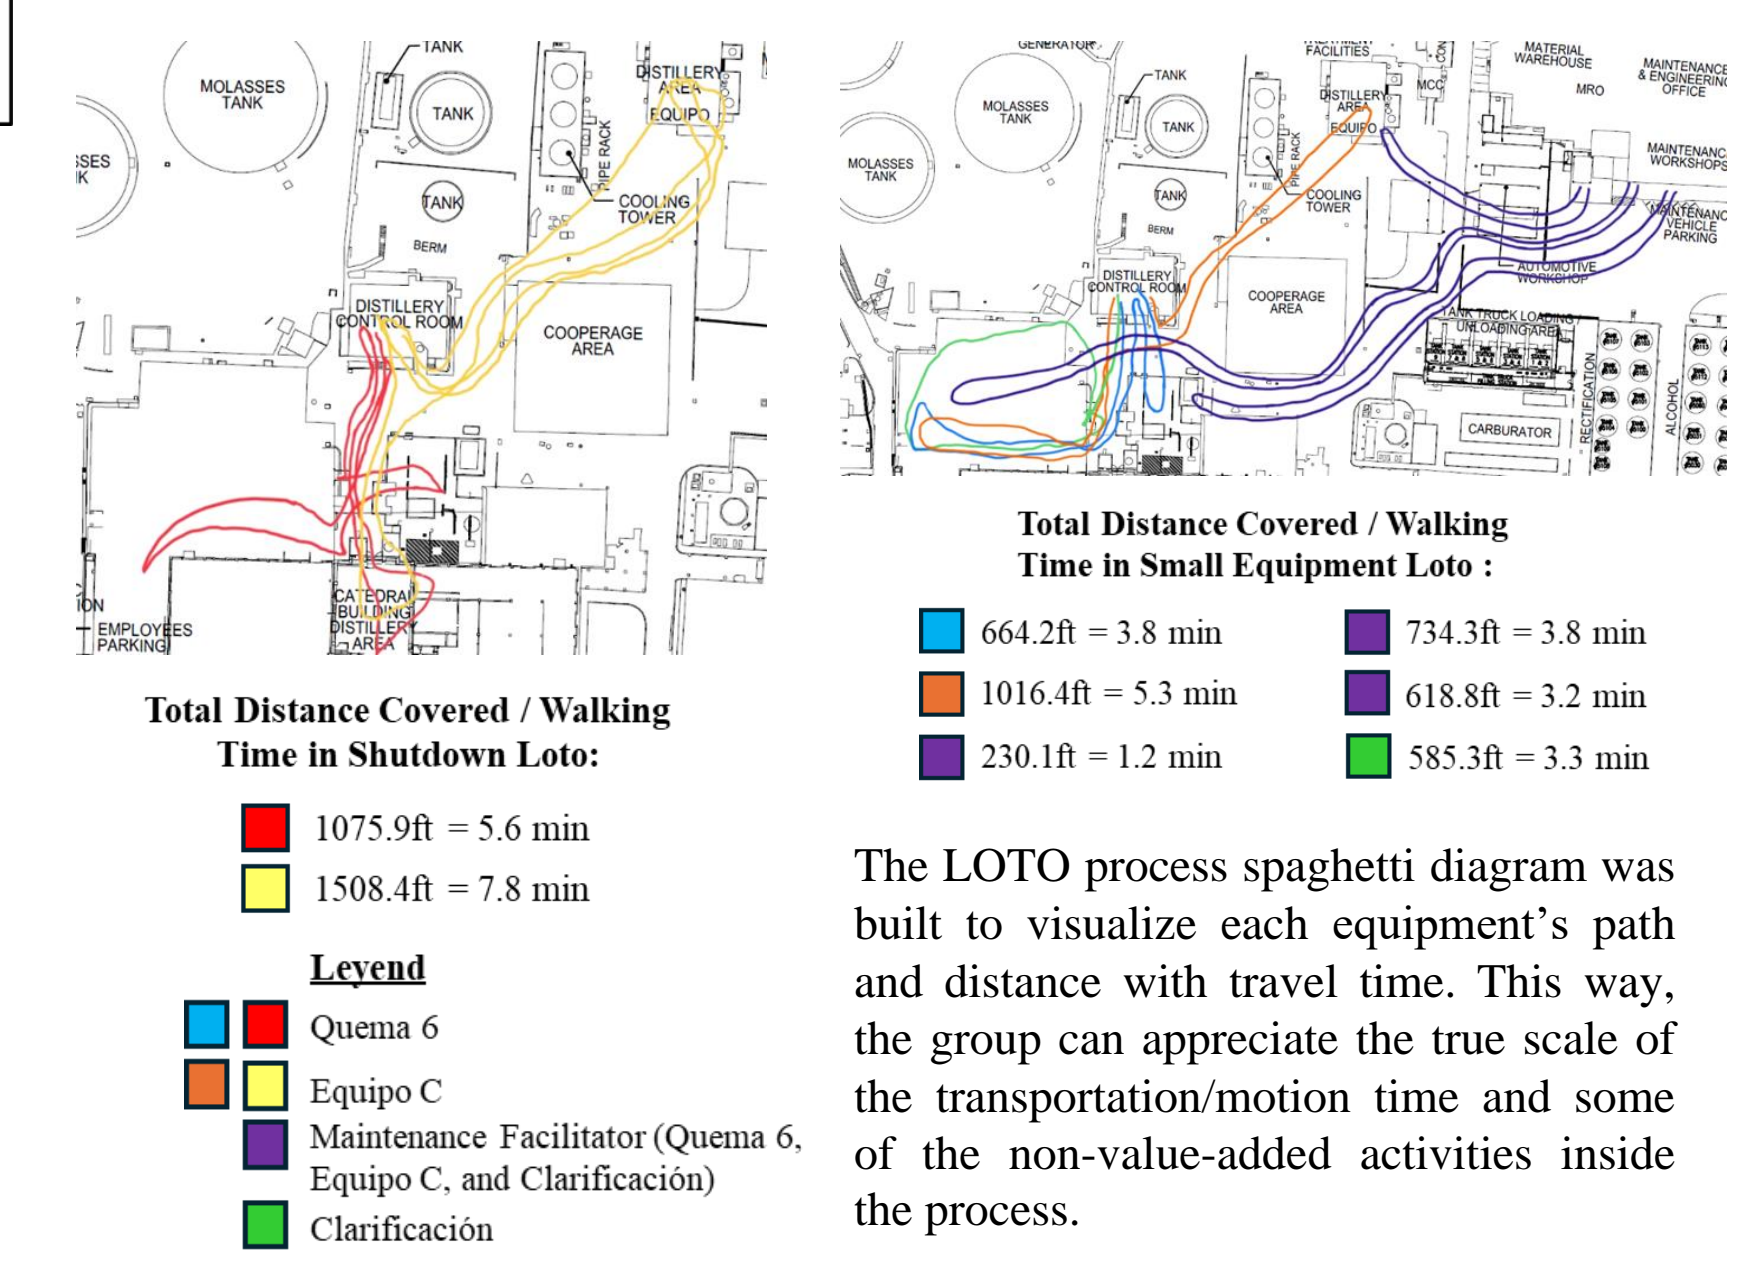 TANK
MOLASSES
TANK
TANK
DISTILLERY
AREA
EQUIPO
SSES
K
PIPE RACK
TANK
COOLING
TOWER
BERM
DISTILLERY
CONTROL ROOM
COOPERAGE
AREA
CATEDRAL
BUILDING
DISTILLERY
AREA
ION
EMPLOYEES
PARKING
GENERATOR
FACILITIES
MATERIAL
WAREHOUSE
MRO
MAINTENANCE
& ENGINEERING
OFFICE
TANK
MOLASSES
TANK
TANK
DISTILLERY
AREA
EQUIPO
MCC
MOLASSES
TANK
PIPE RACK
MAINTENANC
WORKSHOPS
TANK
COOLING
TOWER
BERM
MAINTENANC
VEHICLE
PARKING
DISTILLERY
CONTROL ROOM
AUTOMOTIVE
WORKSHOP
COOPERAGE
AREA
TANK TRUCK LOADING /
UNLOADING AREA
RECTIFICATION
ALCOHOL
CARBURATOR
Total Distance Covered / Walking
Time in Shutdown Loto:
1075.9ft = 5.6 min
1508.4ft = 7.8 min
Leyend
Quema 6
Equipo C
Maintenance Facilitator (Quema 6,
Equipo C, and Clarificación)
Clarificación
Total Distance Covered / Walking
Time in Small Equipment Loto :
664.2ft = 3.8 min
734.3ft = 3.8 min
1016.4ft = 5.3 min
618.8ft = 3.2 min
230.1ft = 1.2 min
585.3ft = 3.3 min
The LOTO process spaghetti diagram was
built to visualize each equipment’s path
and distance with travel time. This way,
the group can appreciate the true scale of
the transportation/motion time and some
of the non-value-added activities inside
the process.